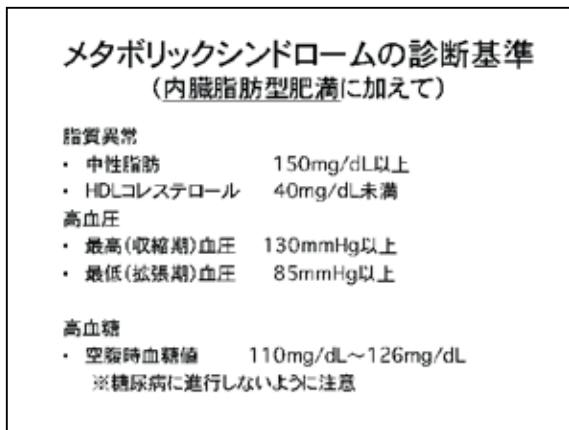 メタボリックシンドロームの診断基準
（内臓脂肪型肥満に加えて）
脂質異常
・ 中性脂肪 150mg/dL以上
・ HDLコレステロール 40mg/dL未満
高血圧
・ 最高(収縮期)血圧 130mmHg以上
・ 最低(拡張期)血圧 85mmHg以上
高血糖
・ 空腹時血糖値 110mg/dL～126mg/dL
※糖尿病に進行しないように注意